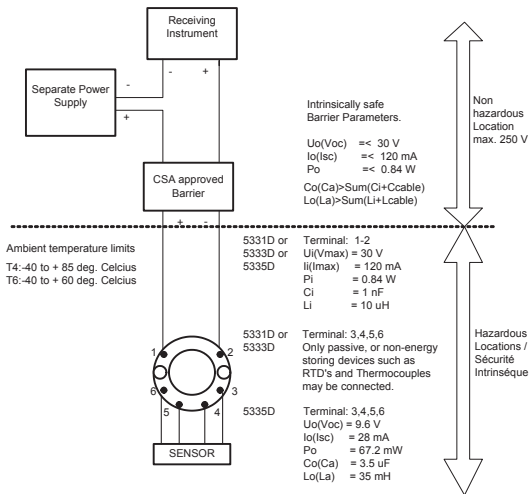 Receiving
Instrument
- +
Separate Power
Supply
-
+
Intrinsically safe
Barrier Parameters.
Uo(Voc) =< 30 V
Io(Isc) =< 120 mA
Po =< 0.84 W
Co(Ca)>Sum(Ci+Ccable)
Lo(La)>Sum(Li+Lcable)
Non
hazardous
Location
max. 250 V
CSA approved
Barrier
+ -
Ambient temperature limits
T4:-40 to + 85 deg. Celcius
T6:-40 to + 60 deg. Celcius
5331D or Terminal: 1-2
5333D or Ui(Vmax) = 30 V
5335D Ii(Imax) = 120 mA
Pi = 0.84 W
Ci = 1 nF
Li = 10 uH
5331D or Terminal: 3,4,5,6
5333D Only passive, or non-energy
storing devices such as
RTD's and Thermocouples
may be connected.
Hazardous
Locations /
Sécurité
Intrinséque
1 2
6 3
5 4
5335D Terminal: 3,4,5,6
Uo(Voc) = 9.6 V
Io(Isc) = 28 mA
Po = 67.2 mW
Co(Ca) = 3.5 uF
Lo(La) = 35 mH
SENSOR